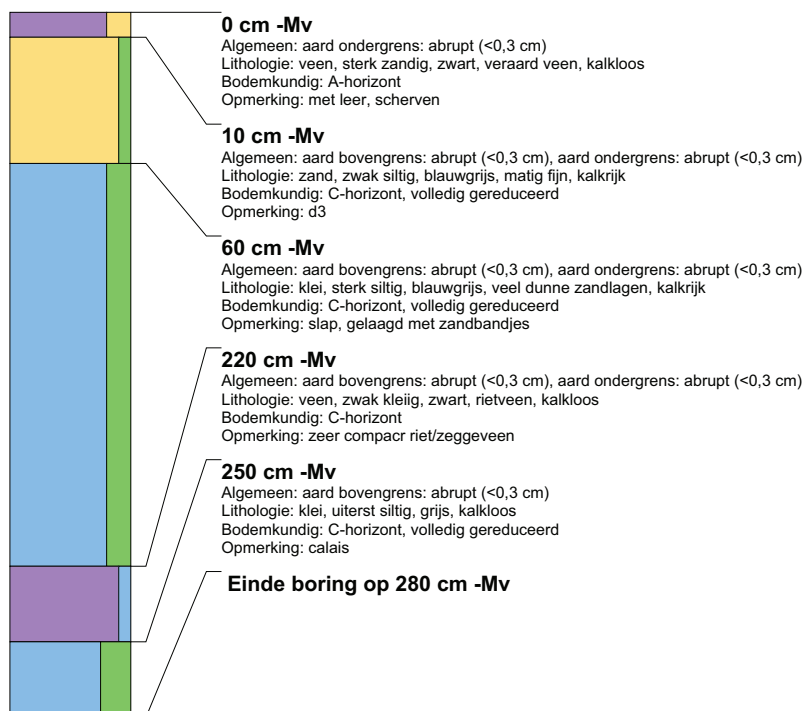 0 cm -Mv
Algemeen: aard ondergrens: abrupt (<0,3 cm)
Lithologie: veen, sterk zandig, zwart, veraard veen, kalkloos
Bodemkundig: A-horizont
Opmerking: met leer, scherven
10 cm -Mv
Algemeen: aard bovengrens: abrupt (<0,3 cm), aard ondergrens: abrupt (<0,3 cm)
Lithologie: zand, zwak siltig, blauwgrijs, matig fijn, kalkrijk
Bodemkundig: C-horizont, volledig gereduceerd
Opmerking: d3
60 cm -Mv
Algemeen: aard bovengrens: abrupt (<0,3 cm), aard ondergrens: abrupt (<0,3 cm)
Lithologie: klei, sterk siltig, blauwgrijs, veel dunne zandlagen, kalkrijk
Bodemkundig: C-horizont, volledig gereduceerd
Opmerking: slap, gelaagd met zandbandjes
220 cm -Mv
Algemeen: aard bovengrens: abrupt (<0,3 cm), aard ondergrens: abrupt (<0,3 cm)
Lithologie: veen, zwak kleiig, zwart, rietveen, kalkloos
Bodemkundig: C-horizont
Opmerking: zeer compacr riet/zeggeveen
250 cm -Mv
Algemeen: aard bovengrens: abrupt (<0,3 cm)
Lithologie: klei, uiterst siltig, grijs, kalkloos
Bodemkundig: C-horizont, volledig gereduceerd
Opmerking: calais
Einde boring op 280 cm -Mv